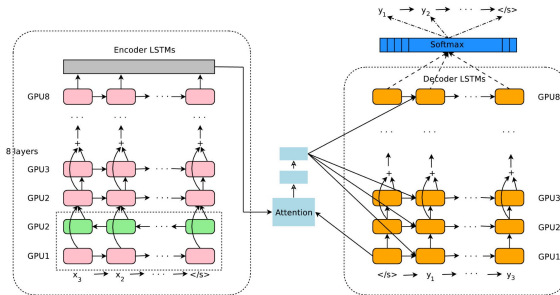 y1 → y2 → ··· → </s>
Softmax
Encoder LSTMs
Decoder LSTMs
GPU8
GPU8
8 layers
GPU3
GPU3
GPU2
GPU2
GPU2
Attention
GPU1
GPU1
x3 → x2 → ··· → </s>
</s> → y1 → ··· → y3